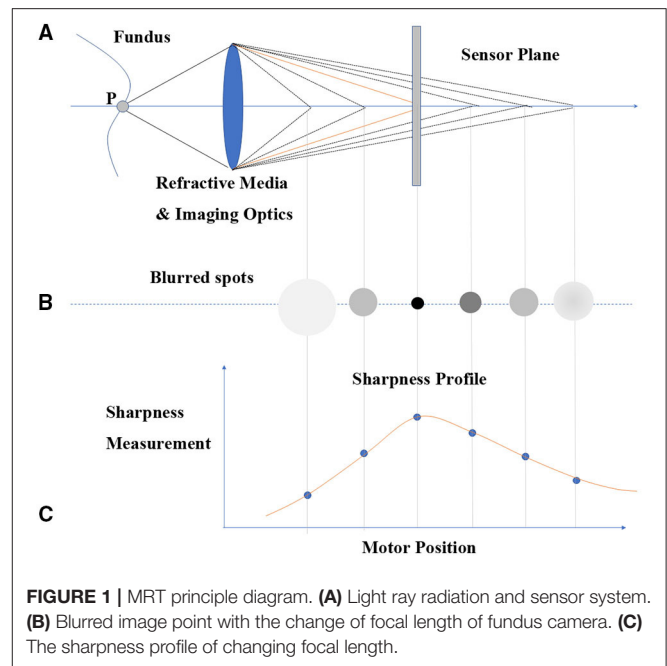 A
Fundus
Sensor Plane
P
Refractive Media
& Imaging Optics
Blurred spots
B
Sharpness Profile
Sharpness
Measurement
C
Motor Position
FIGURE 1 | MRT principle diagram. (A) Light ray radiation and sensor system.
(B) Blurred image point with the change of focal length of fundus camera. (C)
The sharpness profile of changing focal length.